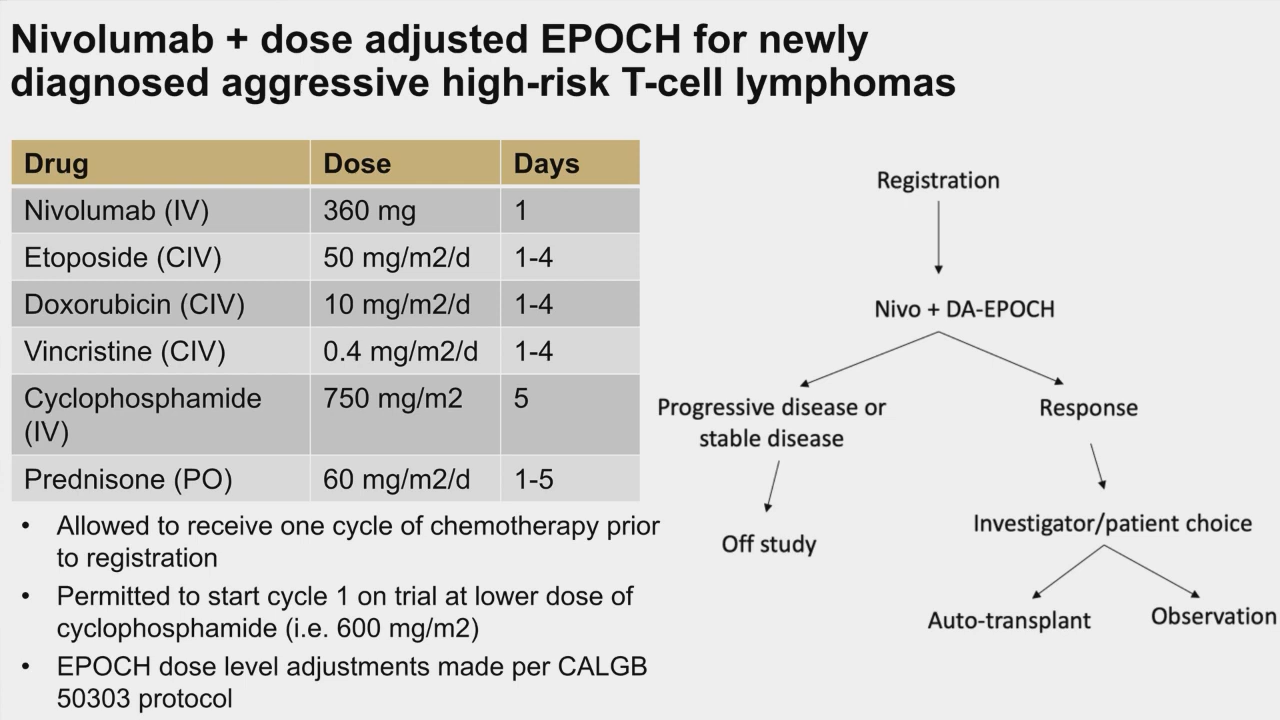 Nivolumab + dose adjusted EPOCH for newly
diagnosed aggressive high-risk T-cell lymphomas
Drug Dose Days
Nivolumab (IV) 360 mg 1
Etoposide (CIV) 50 mg/m2/d 1-4
Doxorubicin (CIV) 10 mg/m2/d 1-4
Vincristine (CIV) 0.4 mg/m2/d 1-4
Cyclophosphamide 750 mg/m2 5
(IV)
Prednisone (PO) 60 mg/m2/d 1-5
• Allowed to receive one cycle of chemotherapy prior
to registration
• Permitted to start cycle 1 on trial at lower dose of
cyclophosphamide (i.e. 600 mg/m2)
• EPOCH dose level adjustments made per CALGB
50303 protocol
Registration
Nivo + DA-EPOCH
Progressive disease or
stable disease
Response
Off study
Investigator/patient choice
Auto-transplant
Observation